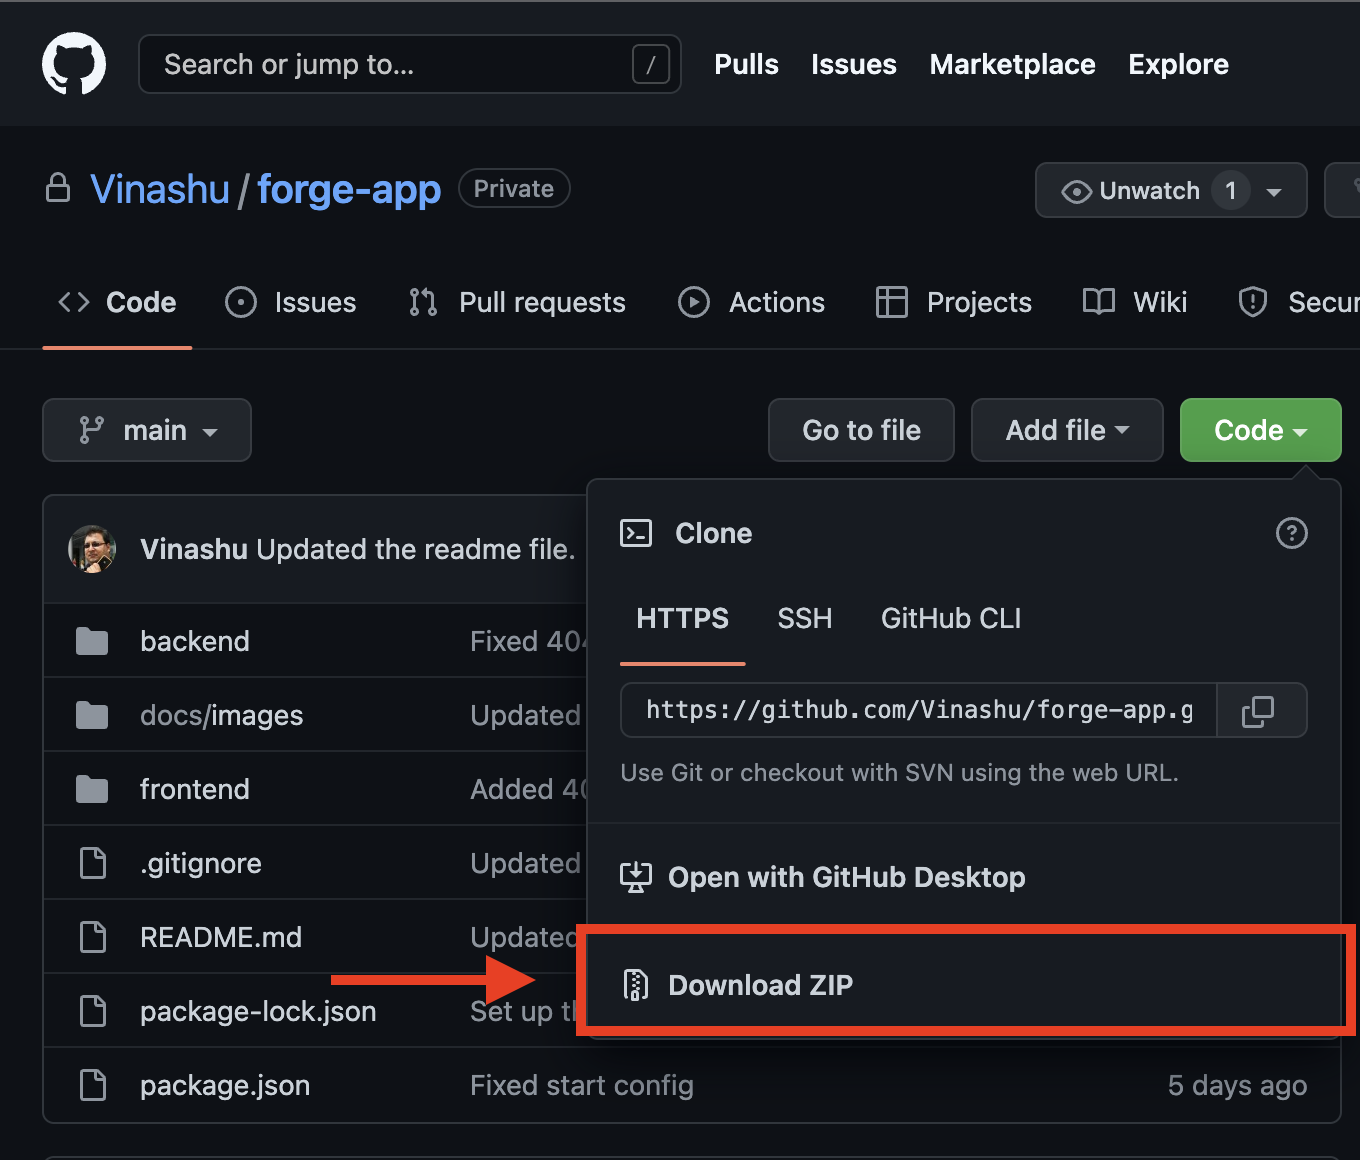 Search or jump to... /
Pulls Issues Marketplace Explore
Vinashu / forge-app Private
Unwatch 1
Code Issues Pull requests Actions Projects Wiki Secur
main
Go to file Add file Code
Vinashu Updated the readme file.
Clone ?
HTTPS SSH GitHub CLI
https://github.com/Vinashu/forge-app.g
Use Git or checkout with SVN using the web URL.
Open with GitHub Desktop
Download ZIP
backend Fixed 404
docs/images Updated
frontend Added 40
.gitignore Updated
README.md Updated
package-lock.json Set up t
package.json Fixed start config 5 days ago